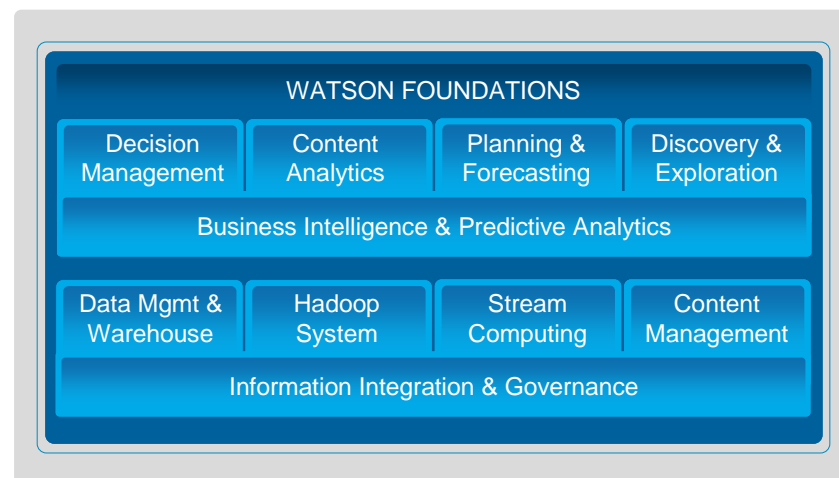 WATSON FOUNDATIONS
Decision
Management
Content
Analytics
Planning &
Forecasting
Discovery &
Exploration
Business Intelligence & Predictive Analytics
Data Mgmt &
Warehouse
Hadoop
System
Stream
Computing
Content
Management
Information Integration & Governance